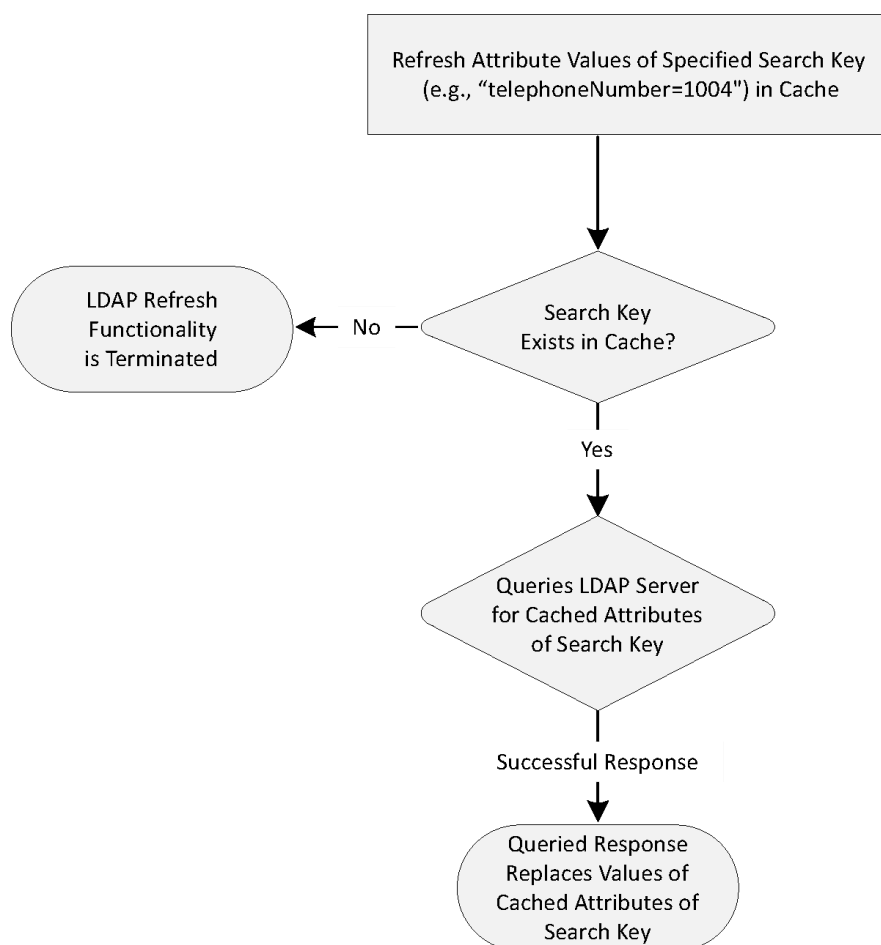 Refresh Attribute Values of Specified Search Key
(e.g., “telephoneNumber=1004") in Cache
LDAP Refresh
Functionality
is Terminated
No
Search Key
Exists in Cache?
Yes
Queries LDAP Server
for Cached Attributes
of Search Key
Successful Response
Queried Response
Replaces Values of
Cached Attributes of
Search Key